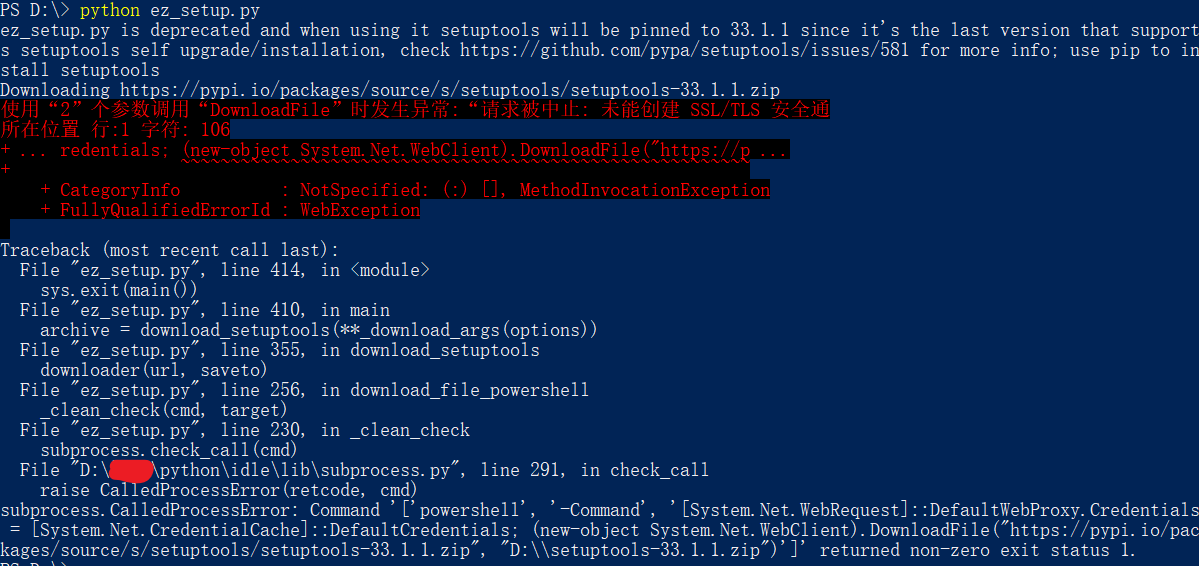 PS D:\> python ez_setup.py
ez_setup.py is deprecated and when using it setuptools will be pinned to 33.1.1 since it's the last version that support
s setuptools self upgrade/installation, check https://github.com/pypa/setuptools/issues/581 for more info; use pip to in
stall setuptools
Downloading https://pypi.io/packages/source/s/setuptools/setuptools-33.1.1.zip
使用“2”个参数调用“DownloadFile”时发生异常:“请求被中止: 未能创建 SSL/TLS 安全通
所在位置 行:1 字符: 106
+ ... redentials; (new-object System.Net.WebClient).DownloadFile("https://p ...
+
    + CategoryInfo          : NotSpecified: (:) [], MethodInvocationException
    + FullyQualifiedErrorId : WebException
Traceback (most recent call last):
  File "ez_setup.py", line 414, in <module>
    sys.exit(main())
  File "ez_setup.py", line 410, in main
    archive = download_setuptools(**_download_args(options))
  File "ez_setup.py", line 355, in download_setuptools
    downloader(url, saveto)
  File "ez_setup.py", line 256, in download_file_powershell
    _clean_check(cmd, target)
  File "ez_setup.py", line 230, in _clean_check
    subprocess.check_call(cmd)
  File "D:\ \python\idle\lib\subprocess.py", line 291, in check_call
    raise CalledProcessError(retcode, cmd)
subprocess.CalledProcessError: Command '['powershell', '-Command', '[System.Net.WebRequest]::DefaultWebProxy.Credentials
 = [System.Net.CredentialCache]::DefaultCredentials; (new-object System.Net.WebClient).DownloadFile("https://pypi.io/pac
kages/source/s/setuptools/setuptools-33.1.1.zip", "D:\\setuptools-33.1.1.zip")']' returned non-zero exit status 1.